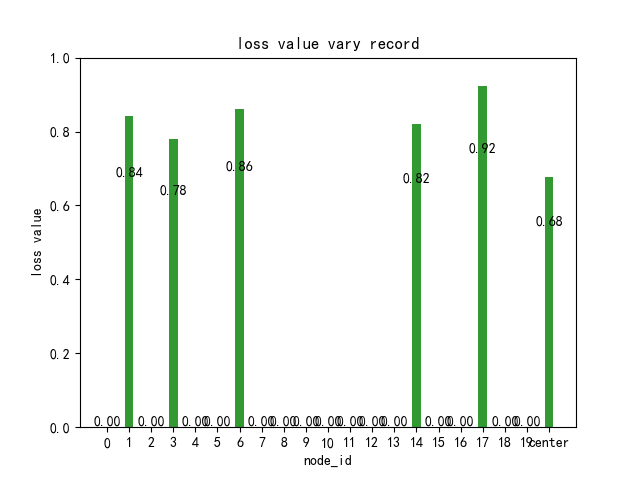 loss value vary record
1.0
0.8
0.6
0.4
0.2
0.0
loss value
0.00 0.84 0.00 0.78 0.00 0.00 0.86 0.00 0.00 0.00 0.00 0.00 0.00 0.00 0.82 0.00 0.00 0.92 0.00 0.00 0.68
0 1 2 3 4 5 6 7 8 9 10 11 12 13 14 15 16 17 18 19 center
node_id